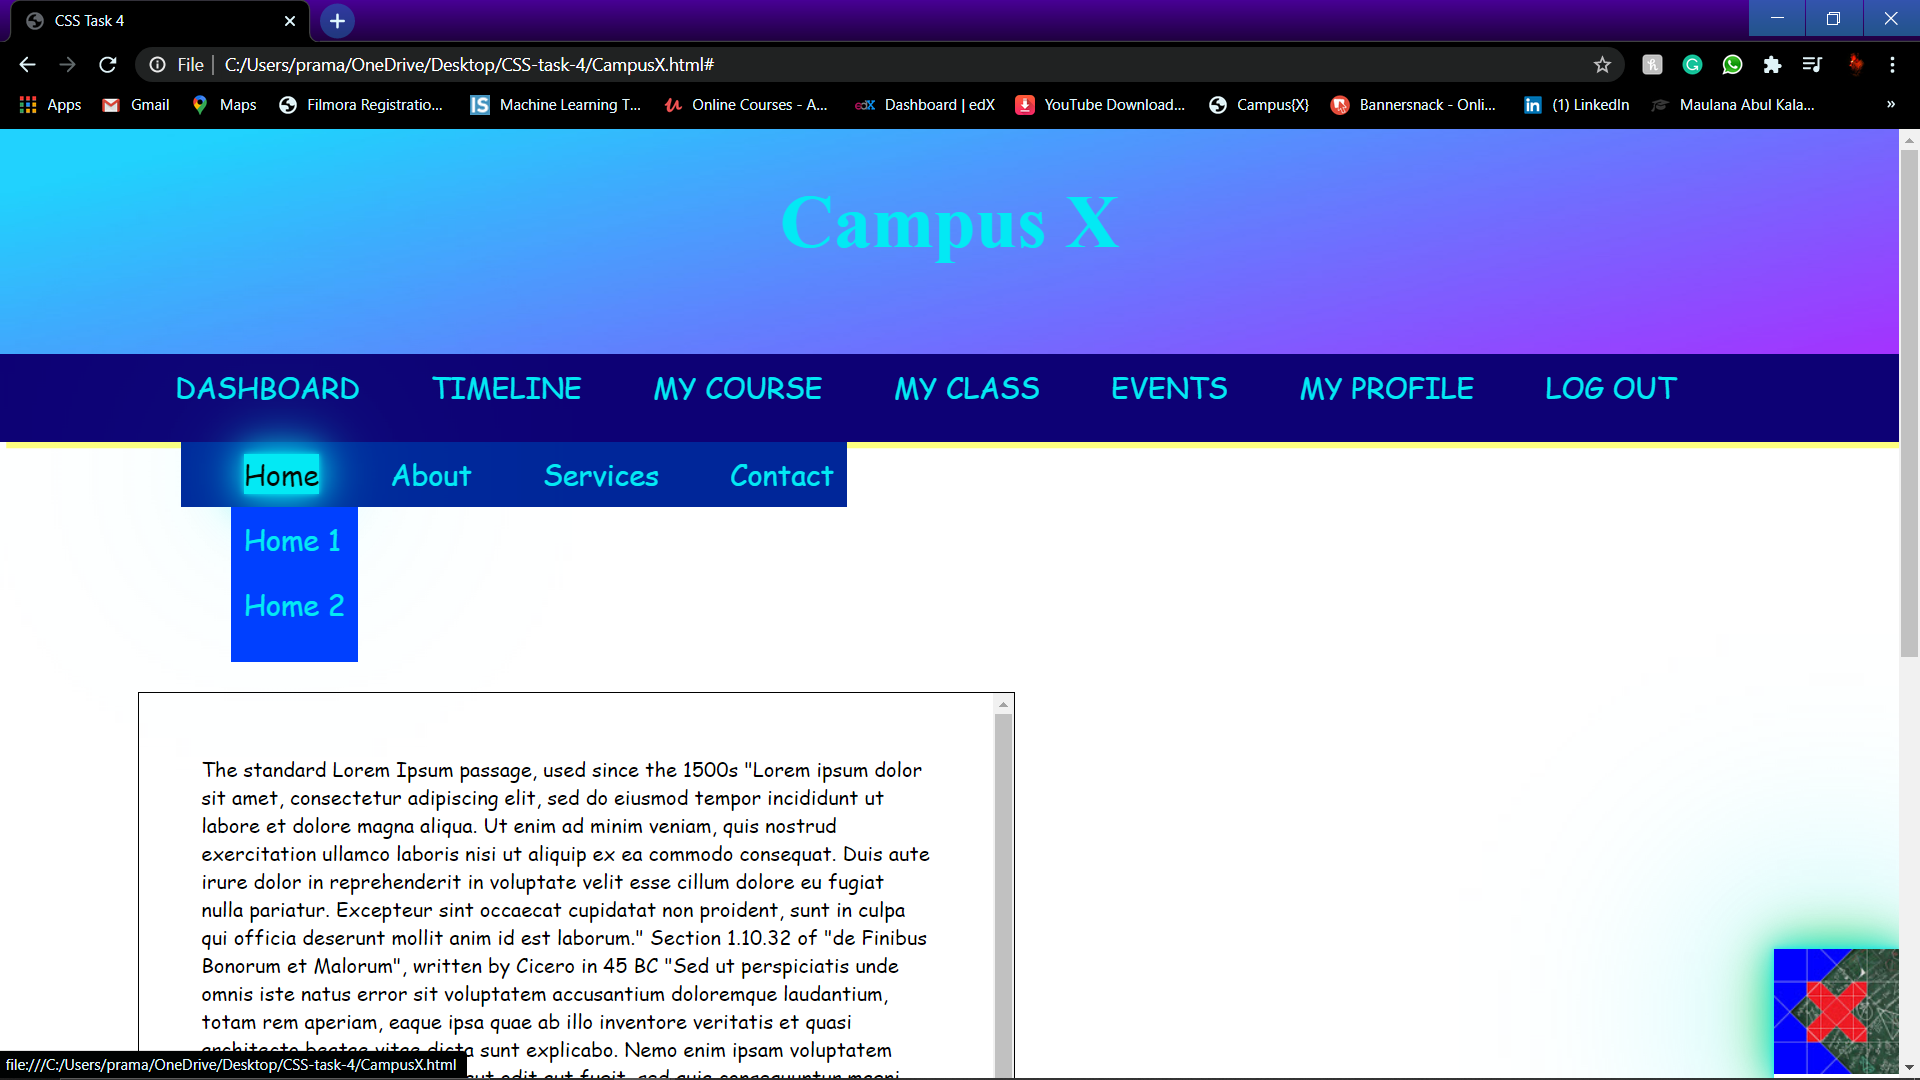 CSS Task 4
File | C:/Users/prama/OneDrive/Desktop/CSS-task-4/CampusX.html#
Apps Gmail Maps Filmora Registratio... Machine Learning T... Online Courses - A... Dashboard | edX YouTube Download... Campus{X} Bannersnack - Onli... (1) LinkedIn Maulana Abul Kala... »
Campus X
DASHBOARD TIMELINE MY COURSE MY CLASS EVENTS MY PROFILE LOG OUT
Home About Services Contact
Home 1
Home 2
The standard Lorem Ipsum passage, used since the 1500s "Lorem ipsum dolor
sit amet, consectetur adipiscing elit, sed do eiusmod tempor incididunt ut
labore et dolore magna aliqua. Ut enim ad minim veniam, quis nostrud
exercitation ullamco laboris nisi ut aliquip ex ea commodo consequat. Duis aute
irure dolor in reprehenderit in voluptate velit esse cillum dolore eu fugiat
nulla pariatur. Excepteur sint occaecat cupidatat non proident, sunt in culpa
qui officia deserunt mollit anim id est laborum." Section 1.10.32 of "de Finibus
Bonorum et Malorum", written by Cicero in 45 BC "Sed ut perspiciatis unde
omnis iste natus error sit voluptatem accusantium doloremque laudantium,
totam rem aperiam, eaque ipsa quae ab illo inventore veritatis et quasi
architecto beatae vitae dicta sunt explicabo. Nemo enim ipsam voluptatem
file:///C:/Users/prama/OneDrive/Desktop/CSS-task-4/CampusX.html